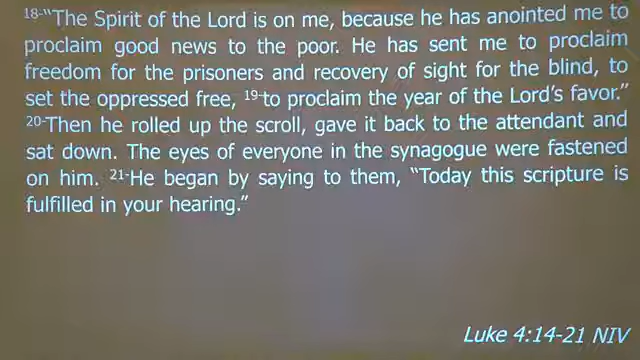 18-“The Spirit of the Lord is on me, because he has anointed me to
proclaim good news to the poor. He has sent me to proclaim
freedom for the prisoners and recovery of sight for the blind, to
set the oppressed free, 19-to proclaim the year of the Lord’s favor.”
20-Then he rolled up the scroll, gave it back to the attendant and
sat down. The eyes of everyone in the synagogue were fastened
on him. 21-He began by saying to them, “Today this scripture is
fulfilled in your hearing.”
Luke 4:14-21 NIV